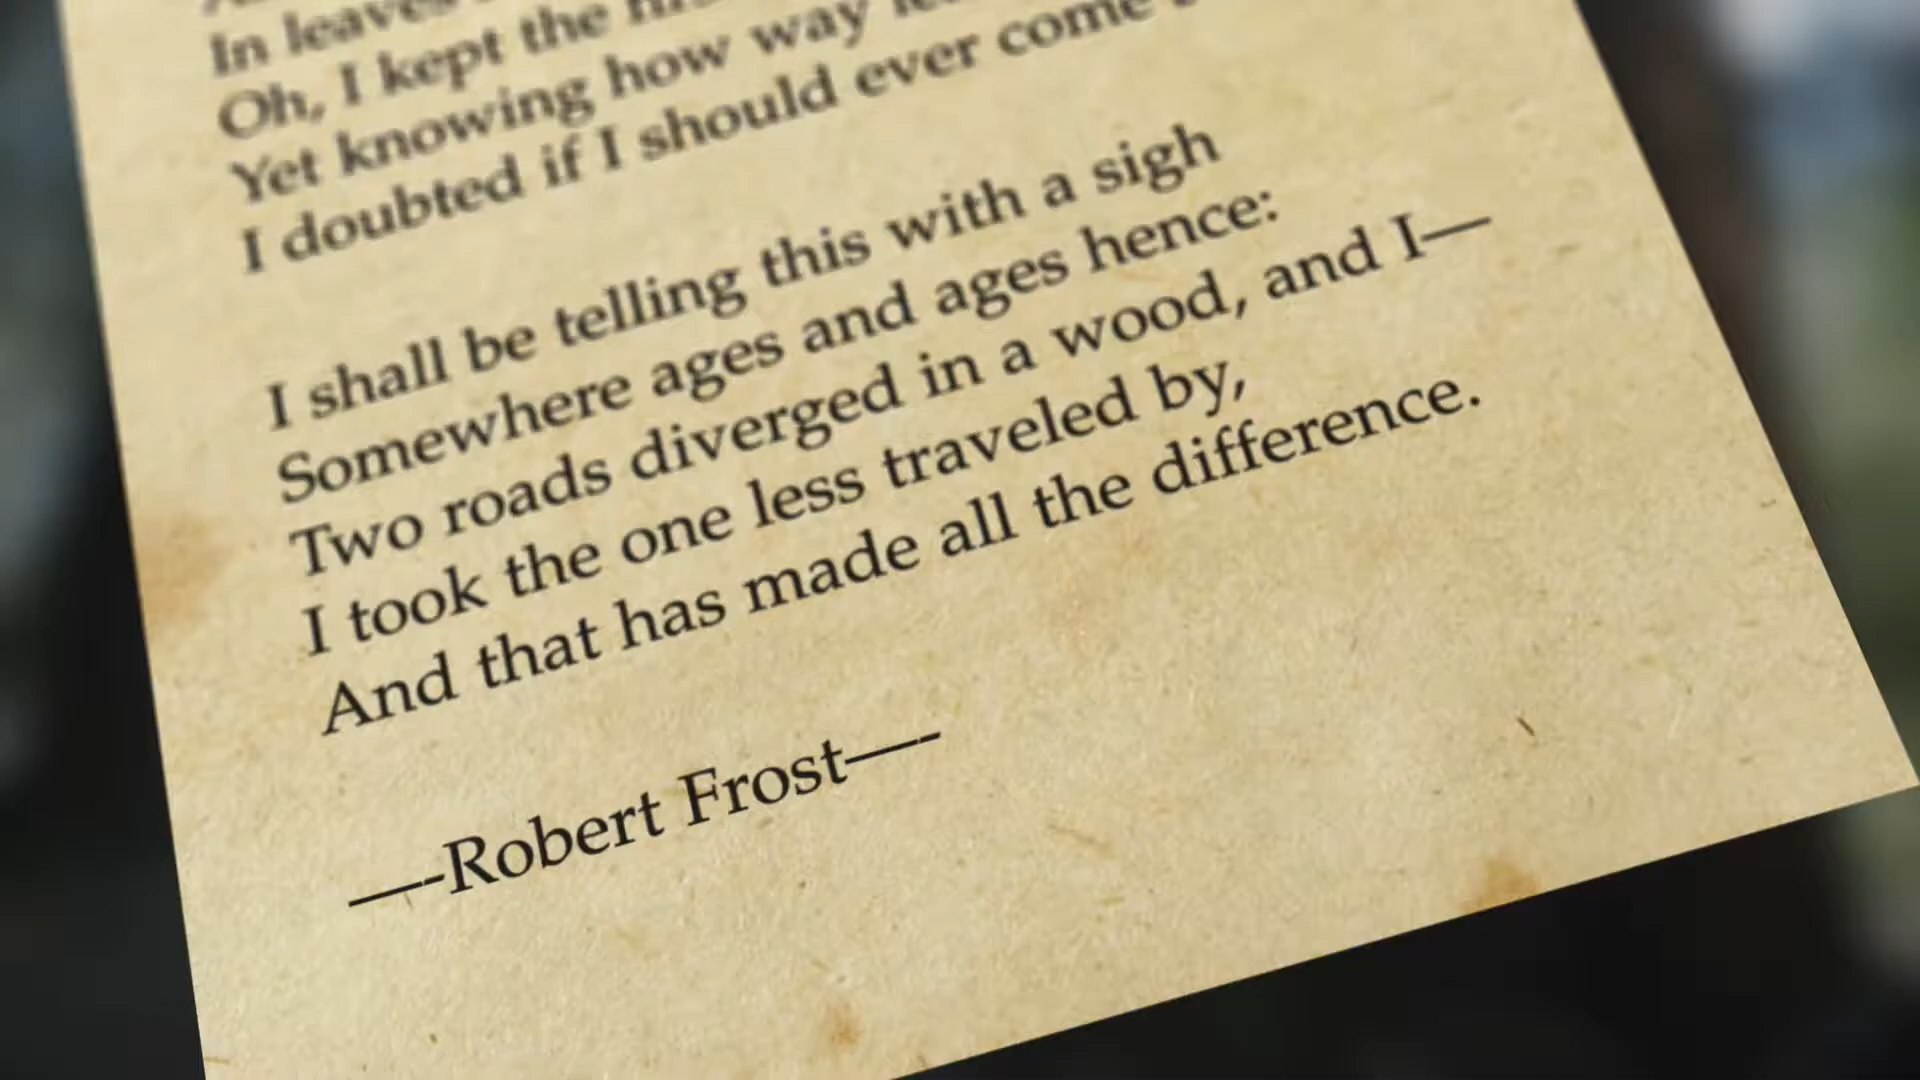 In leaves
Oh, I kept the
Yet knowing how way
I doubted if I should ever come
I shall be telling this with a sigh
Somewhere ages and ages hence:
Two roads diverged in a wood, and I—
I took the one less traveled by,
And that has made all the difference.
—-Robert Frost—-